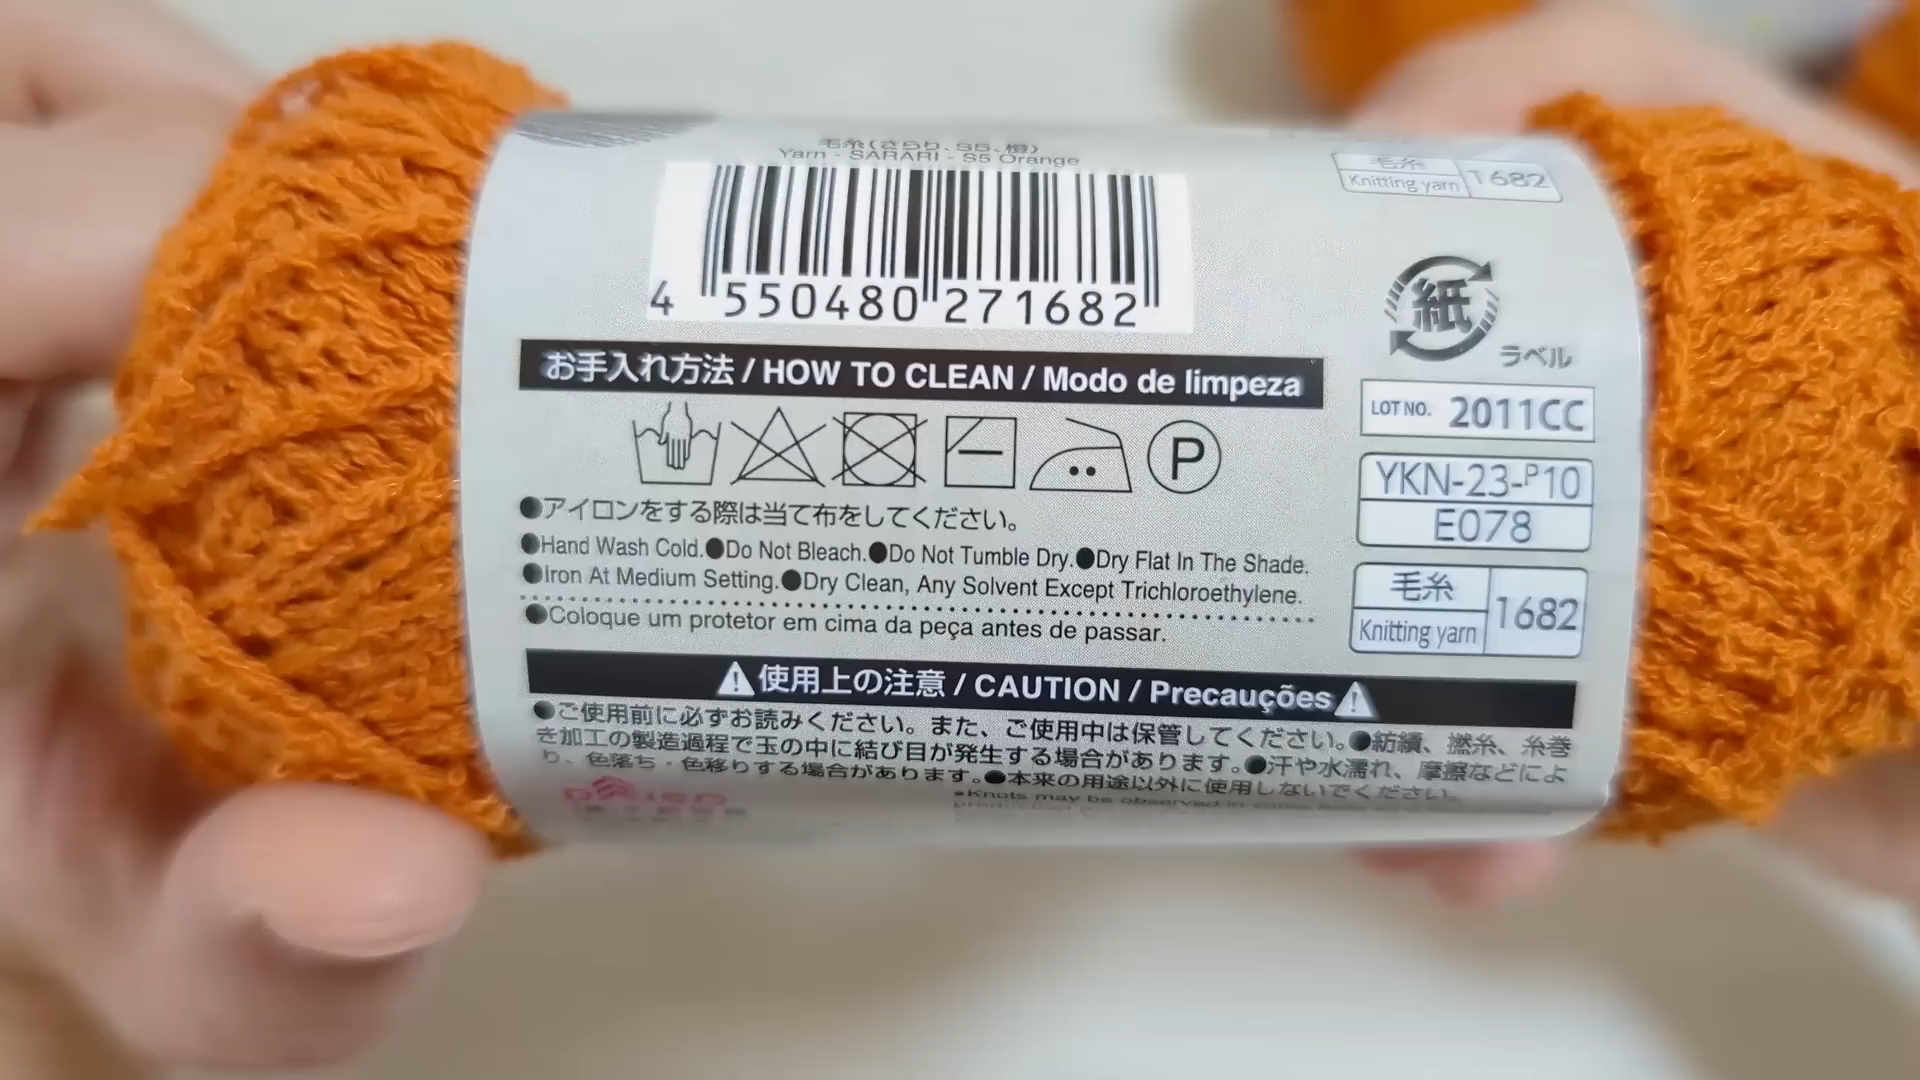 毛糸(さらり、S5、橙)
Yarn - SARARI - S5 Orange
毛糸
Knitting yarn 1682
4 550480 271682
紙
ラベル
お手入れ方法 / HOW TO CLEAN / Modo de limpeza
P
LOT NO. 2011CC
YKN-23-P10
E078
●アイロンをする際は当て布をしてください。
●Hand Wash Cold.●Do Not Bleach.●Do Not Tumble Dry.●Dry Flat In The Shade.
●Iron At Medium Setting.●Dry Clean, Any Solvent Except Trichloroethylene.
●Coloque um protetor em cima da peça antes de passar.
毛糸
Knitting yarn 1682
使用上の注意 / CAUTION / Precauções
●ご使用前に必ずお読みください。また、ご使用中は保管してください。●紡績、撚糸、糸巻
き加工の製造過程で玉の中に結び目が発生する場合があります。●汗や水濡れ、摩擦などによ
り、色落ち・色移りする場合があります。●本来の用途以外に使用しないでください。
●Knots may be observed in